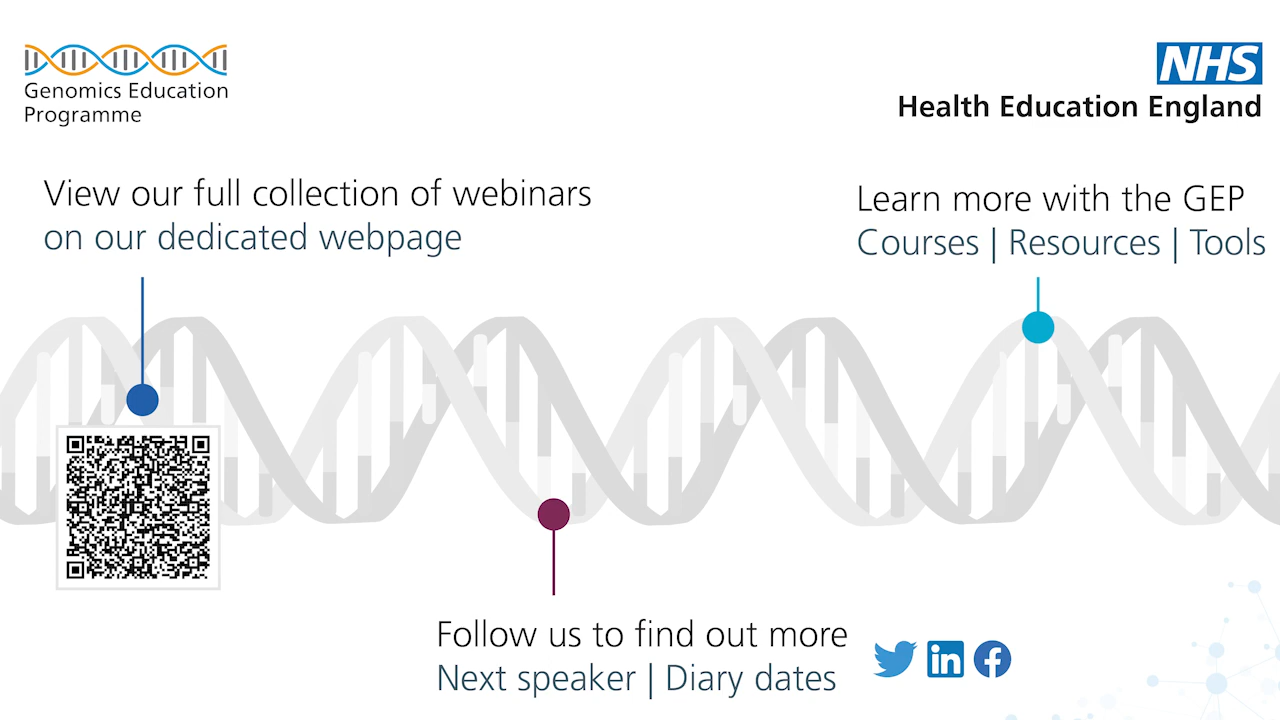 Genomics Education
Programme
NHS
Health Education England
View our full collection of webinars
on our dedicated webpage
Learn more with the GEP
Courses | Resources | Tools
Follow us to find out more
Next speaker | Diary dates
in
f